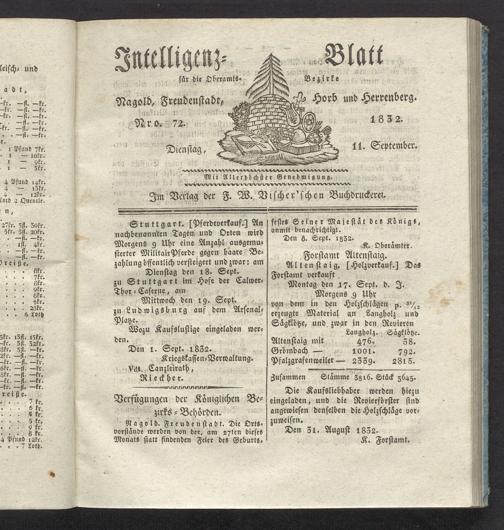 leisch= und
adt,
Intelligenz= Blatt
für die Oberamts= Bezirke
Nagold, Freudenstadt, Horb und Herrenberg.
Nro. 72. 1832.
Dienstag, 11. September.
Mit Allerhöchster Genehmigung.
Im Verlag der F. W. Vischer'schen Buchdruckerei.
Stuttgart. [Pferdeverkauf.] An
nachbenannten Tagen und Orten wird
Morgens 9 Uhr eine Anzahl ausgemu=
sterter Militair Pferde gegen baare Be=
zahlung öffentlich versteigert und zwar: am
Dienstag den 18. Sept.
zu Stuttgart im Hofe der Calwer=
Thor=Caserne, am
Mittwoch den 19. Sept.
zu Ludwigsburg auf dem Arsenal=
Platze.
Wozu Kaufslustige eingeladen wer=
den.
Den 1. Sept. 1832.
Kriegskassen=Verwaltung.
Vdt. Canzleirath,
Riecker.
Verfügungen der Königlichen Be=
zirks= Behörden.
Nagold. Freudenstadt. Die Orts=
vorstände werden von der, am 27ten dieses
Monats statt findenden Feier des Geburts=
festes Seiner Majestät des Königs,
anmit benachrichtigt.
Den 8. Sept. 1832.
K. Oberämter.
Forstamt Altenstaig.
Altenstaig. [Holzverkauf.] Das
Forstamt verkauft
Montag den 17. Sept. d. J.
Morgens 9 Uhr
von dem in den Holzschlägen p. 31/32
erzeugte Material an Langholz und
Sägklötze, und zwar in den Revieren
Langholz. Sägklötze.
Altenstaig mit 476. 38.
Grömbach — 1001. 792.
Pfalzgrafenweiler — 2339. 2815.
Zusammen Stämme 3816. Stück 3645.
Die Kaufsliebhaber werden hiezu
eingeladen, und die Revierförster sind
angewiesen denselben die Holzschläge vor=
zuweisen.
Den 31. August 1832.
K. Forstamt.